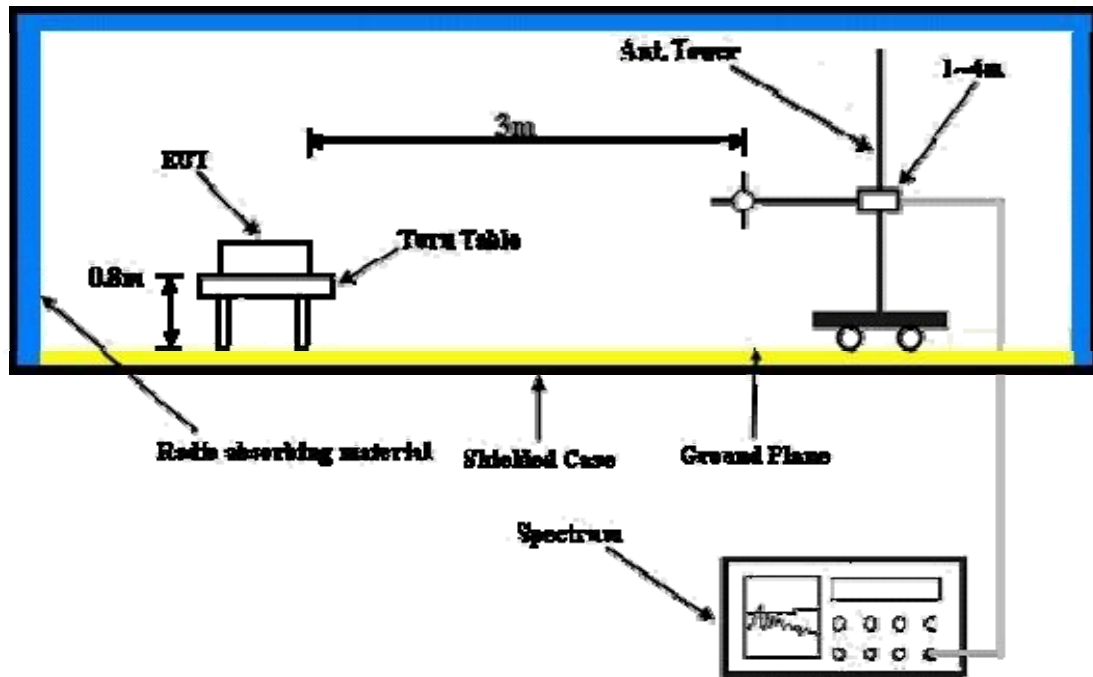 Ant. Tower
1~4m
3m
EUT
Turn Table
0.8m
Radio absorbing material
Shielded Case
Ground Plane
Spectrum